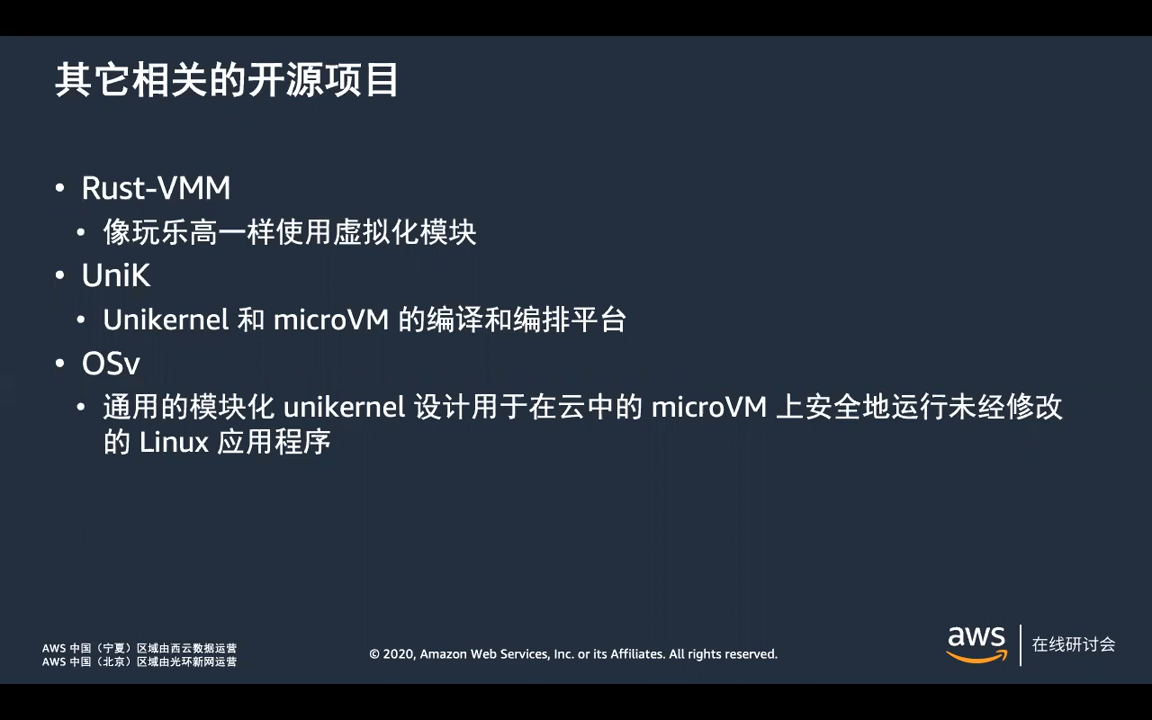 其它相关的开源项目
• Rust-VMM
• 像玩乐高一样使用虚拟化模块
• UniK
• Unikernel 和 microVM 的编译和编排平台
• OSv
• 通用的模块化 unikernel 设计用于在云中的 microVM 上安全地运行未经修改
的 Linux 应用程序
AWS 中国（宁夏）区域由西云数据运营
AWS 中国（北京）区域由光环新网运营
© 2020, Amazon Web Services, Inc. or its Affiliates. All rights reserved.
aws 在线研讨会